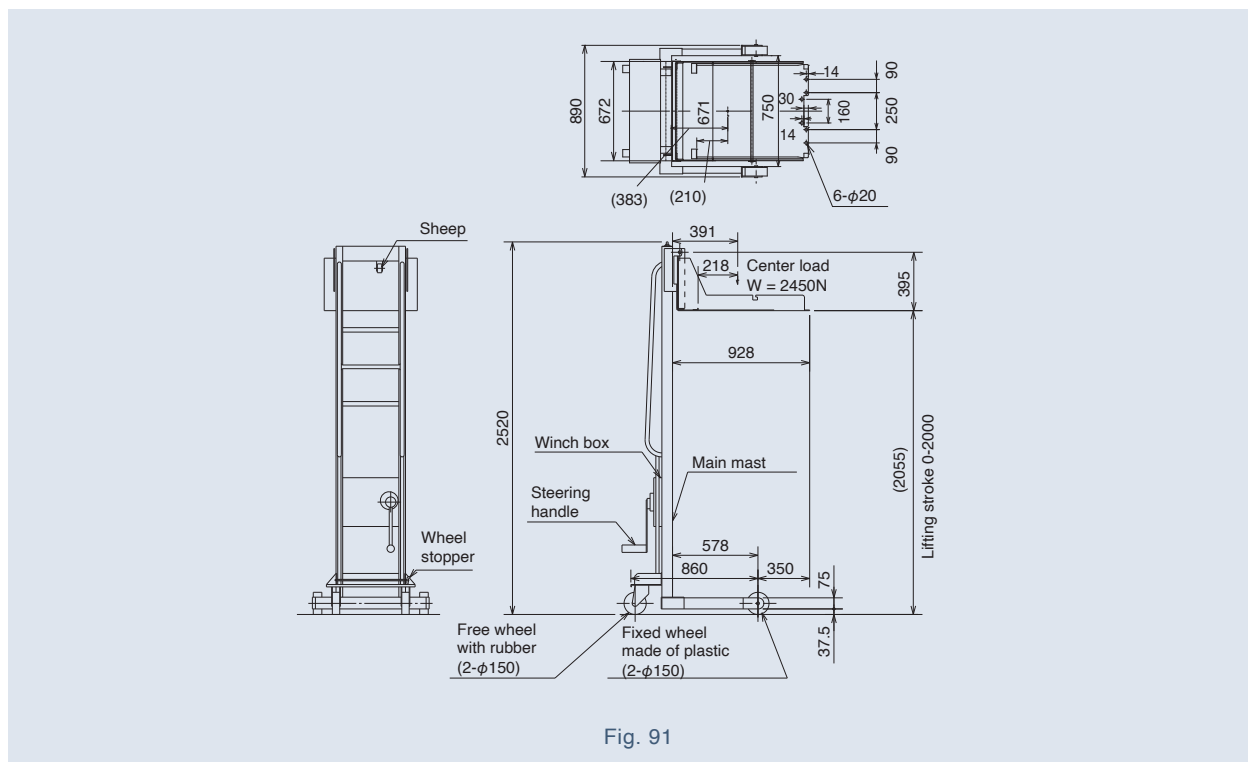 890
672
671
750
14
30
14
90
160
250
90
(383)
(210)
6-φ20
Sheep
391
218
Center load
W = 2450N
395
928
2520
Winch box
Main mast
Steering
handle
(2055)
Lifting stroke 0-2000
Wheel
stopper
578
860
350
75
37.5
Free wheel
with rubber
(2-φ150)
Fixed wheel
made of plastic
(2-φ150)
Fig. 91